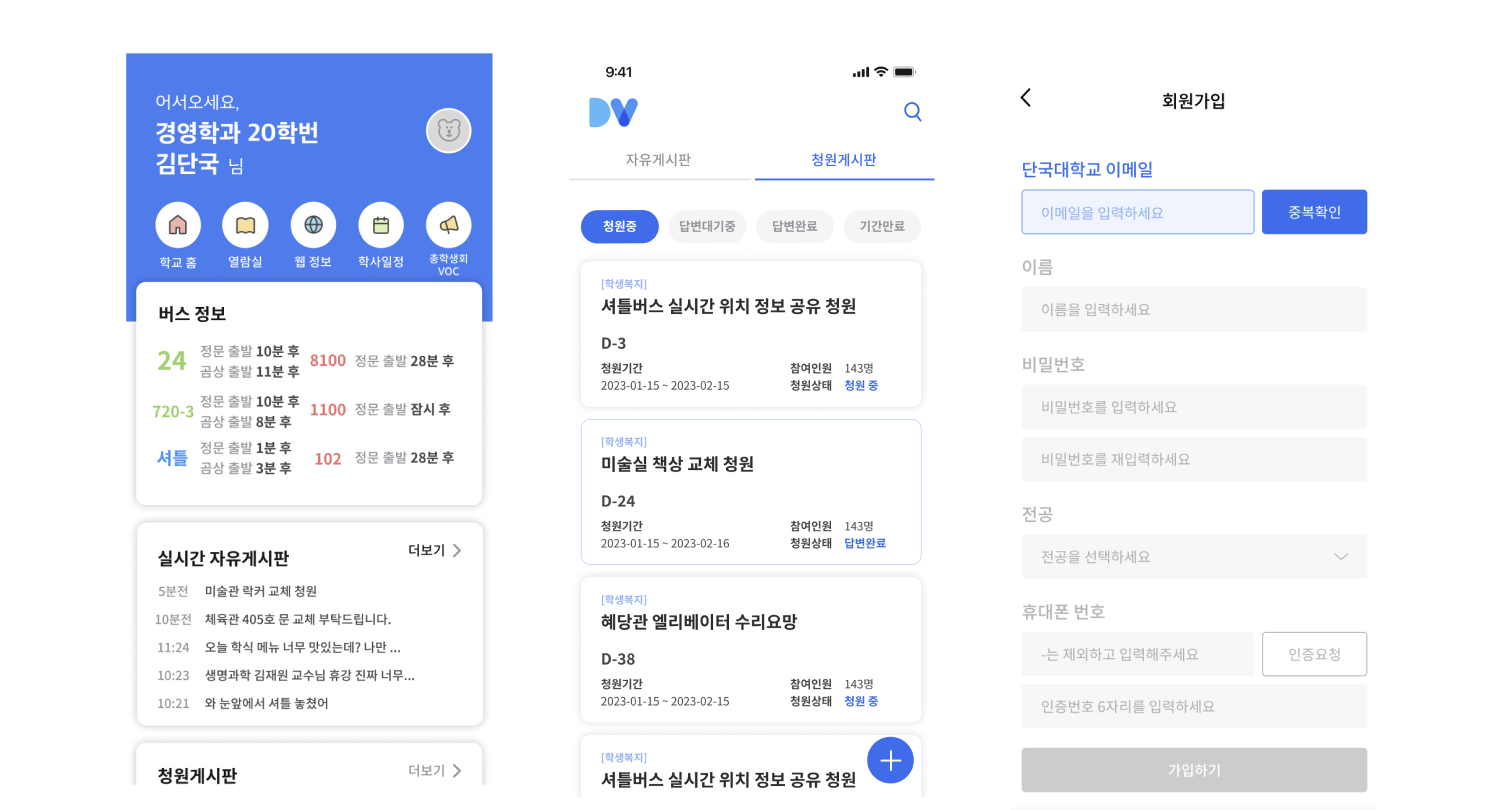 어서오세요,
경영학과 20학번
김단국 님
학교 홈
열람실
웹 정보
학사일정
총학생회
VOC
버스 정보
24 정문 출발 10분 후
곰상 출발 11분 후
8100 정문 출발 28분 후
720-3 정문 출발 10분 후
곰상 출발 8분 후
1100 정문 출발 잠시 후
셔틀 정문 출발 1분 후
곰상 출발 3분 후
102 정문 출발 28분 후
실시간 자유게시판 더보기
5분전 미술관 락커 교체 청원
10분전 체육관 405호 문 교체 부탁드립니다.
11:24 오늘 학식 메뉴 너무 맛있는데? 나만 ...
10:23 생명과학 김재원 교수님 휴강 진짜 너무...
10:21 와 눈앞에서 셔틀 놓쳤어
청원게시판 더보기
9:41
DV
자유게시판 청원게시판
청원중 답변대기중 답변완료 기간만료
[학생복지]
셔틀버스 실시간 위치 정보 공유 청원
D-3
청원기간 참여인원 143명
2023-01-15 ~ 2023-02-15 청원상태 청원 중
[학생복지]
미술실 책상 교체 청원
D-24
청원기간 참여인원 143명
2023-01-15 ~ 2023-02-16 청원상태 답변완료
[학생복지]
혜당관 엘리베이터 수리요망
D-38
청원기간 참여인원 143명
2023-01-15 ~ 2023-02-15 청원상태 청원 중
[학생복지]
셔틀버스 실시간 위치 정보 공유 청원
회원가입
단국대학교 이메일
이메일을 입력하세요 중복확인
이름
이름을 입력하세요
비밀번호
비밀번호를 입력하세요
비밀번호를 재입력하세요
전공
전공을 선택하세요
휴대폰 번호
-는 제외하고 입력해주세요 인증요청
인증번호 6자리를 입력하세요
가입하기